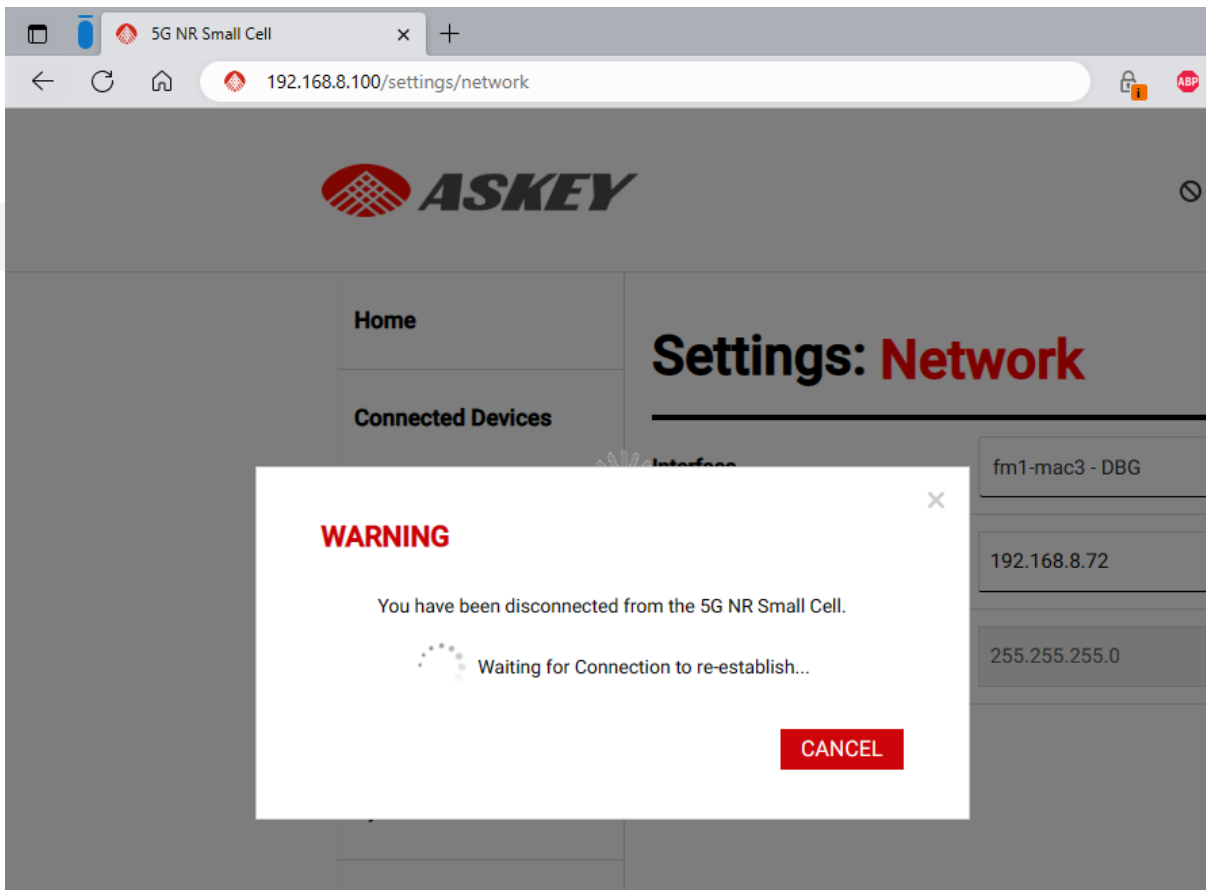 5G NR Small Cell
192.168.8.100/settings/network
ABP
ASKEY
Home
Settings: Network
Connected Devices
Interface
fm1-mac3 - DBG
WARNING
192.168.8.72
You have been disconnected from the 5G NR Small Cell.
255.255.255.0
Waiting for Connection to re-establish...
CANCEL